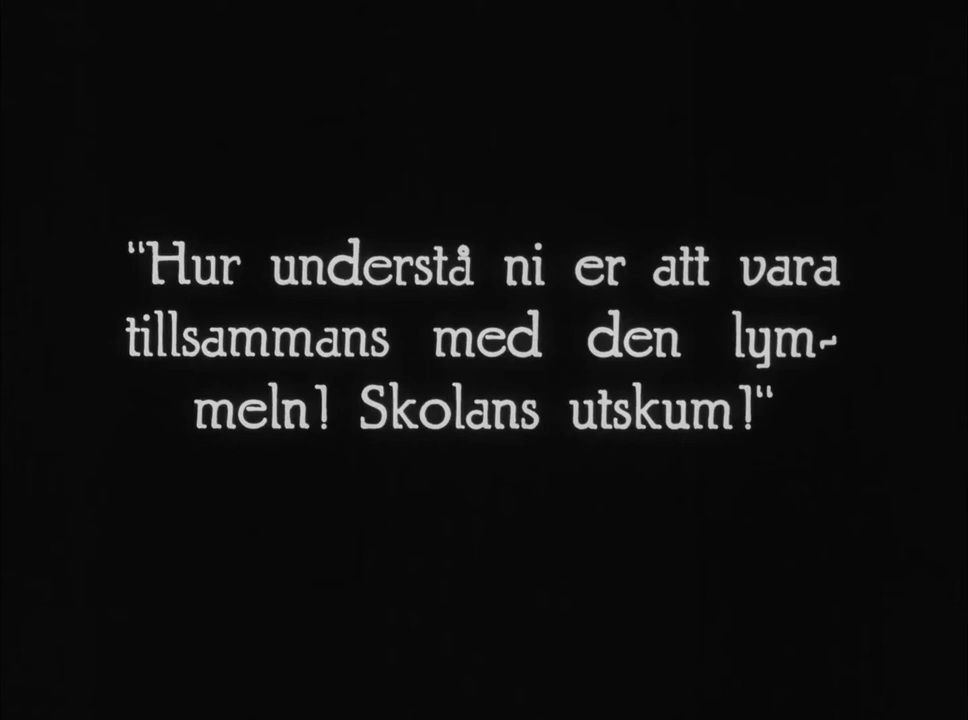 “Hur understå ni er att vara
tillsammans med den lym-
meln! Skolans utskum!“